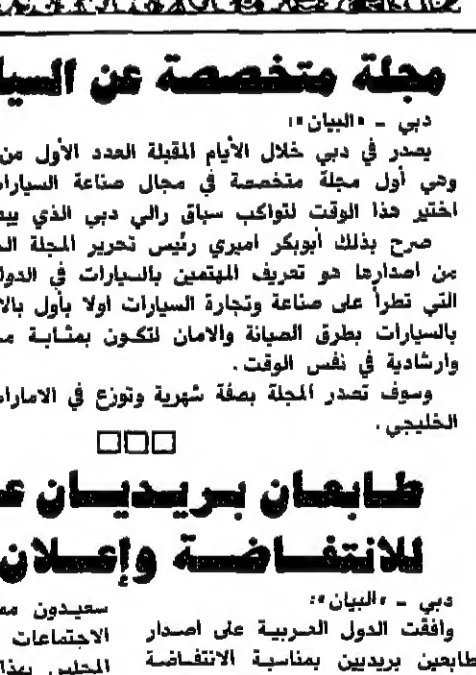 مجلة متخصصة عن السيا
دبي - «البيان»:
يصدر في دبي خلال الأيام المقبلة العدد الأول من
وهي أول مجلة متخصصة في مجال صناعة السيارات
اختير هذا الوقت لتواكب سباق رالي دبي الذي يبد
صرح بذلك أبوبكر اميري رئيس تحرير المجلة الـ
من اصدارها هو تعريف المهتمين بالسيارات في الدول
التي تطرأ على صناعة وتجارة السيارات اولا بأول بالا
بالسيارات بطرق الصيانة والامان لتكون بمثابة مـ
وارشادية في نفس الوقت.
وسوف تصدر المجلة بصفة شهرية وتوزع في الامارات
الخليجي.
طابعان بريديان عـ
للانتفاضة وإعلان
دبي - «البيان»:
وافقت الدول العربية على اصدار
طابعين بريديين بمناسبة الانتفاضة
سعيدون مم
الاجتماعات
المجلس بهذا